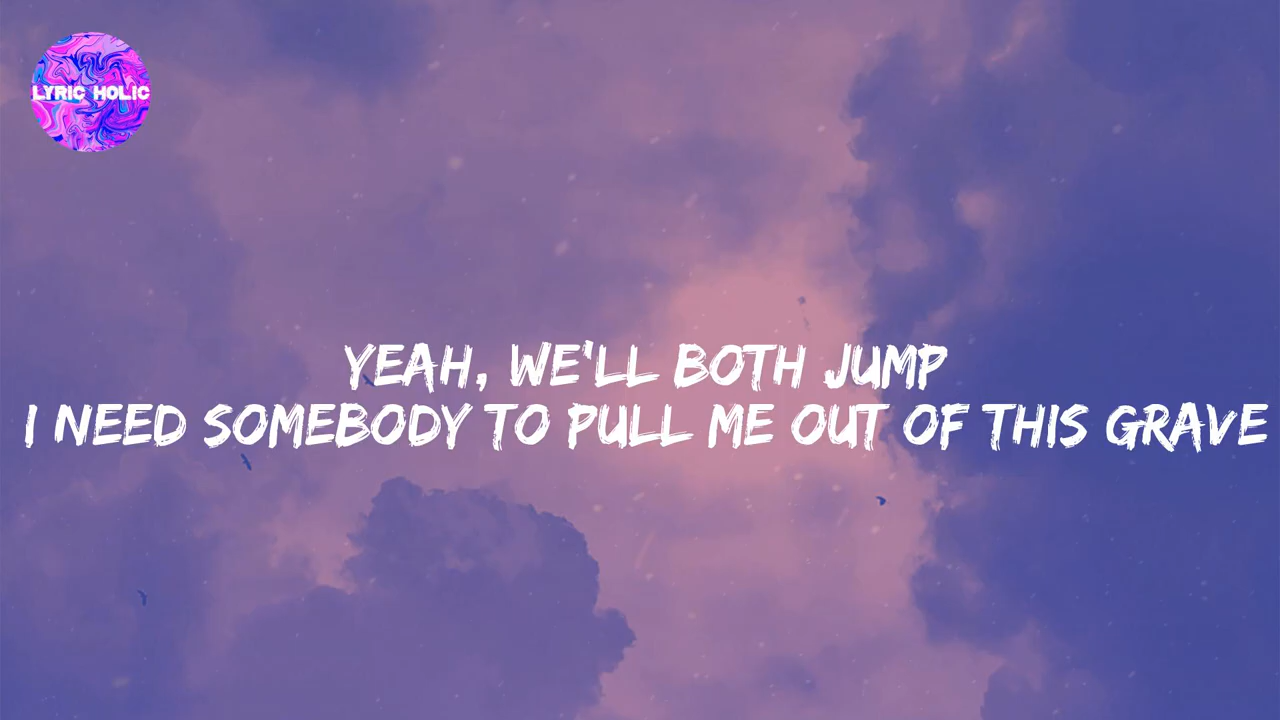 LYRIC HOLIC
YEAH, WE'LL BOTH JUMP
I NEED SOMEBODY TO PULL ME OUT OF THIS GRAVE